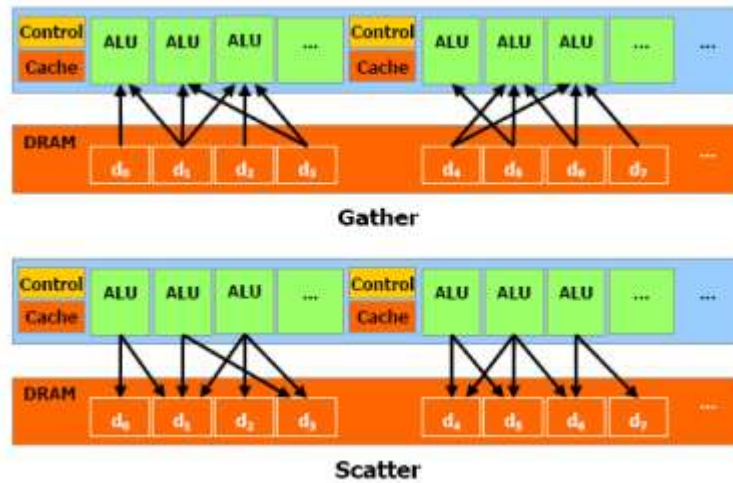 Control ALU ALU ALU ... Control ALU ALU ALU ... ...
Cache Cache
DRAM ...
d0 d1 d2 d3 d4 d5 d6 d7
Gather
Control ALU ALU ALU ... Control ALU ALU ALU ... ...
Cache Cache
DRAM ...
d0 d1 d2 d3 d4 d5 d6 d7
Scatter